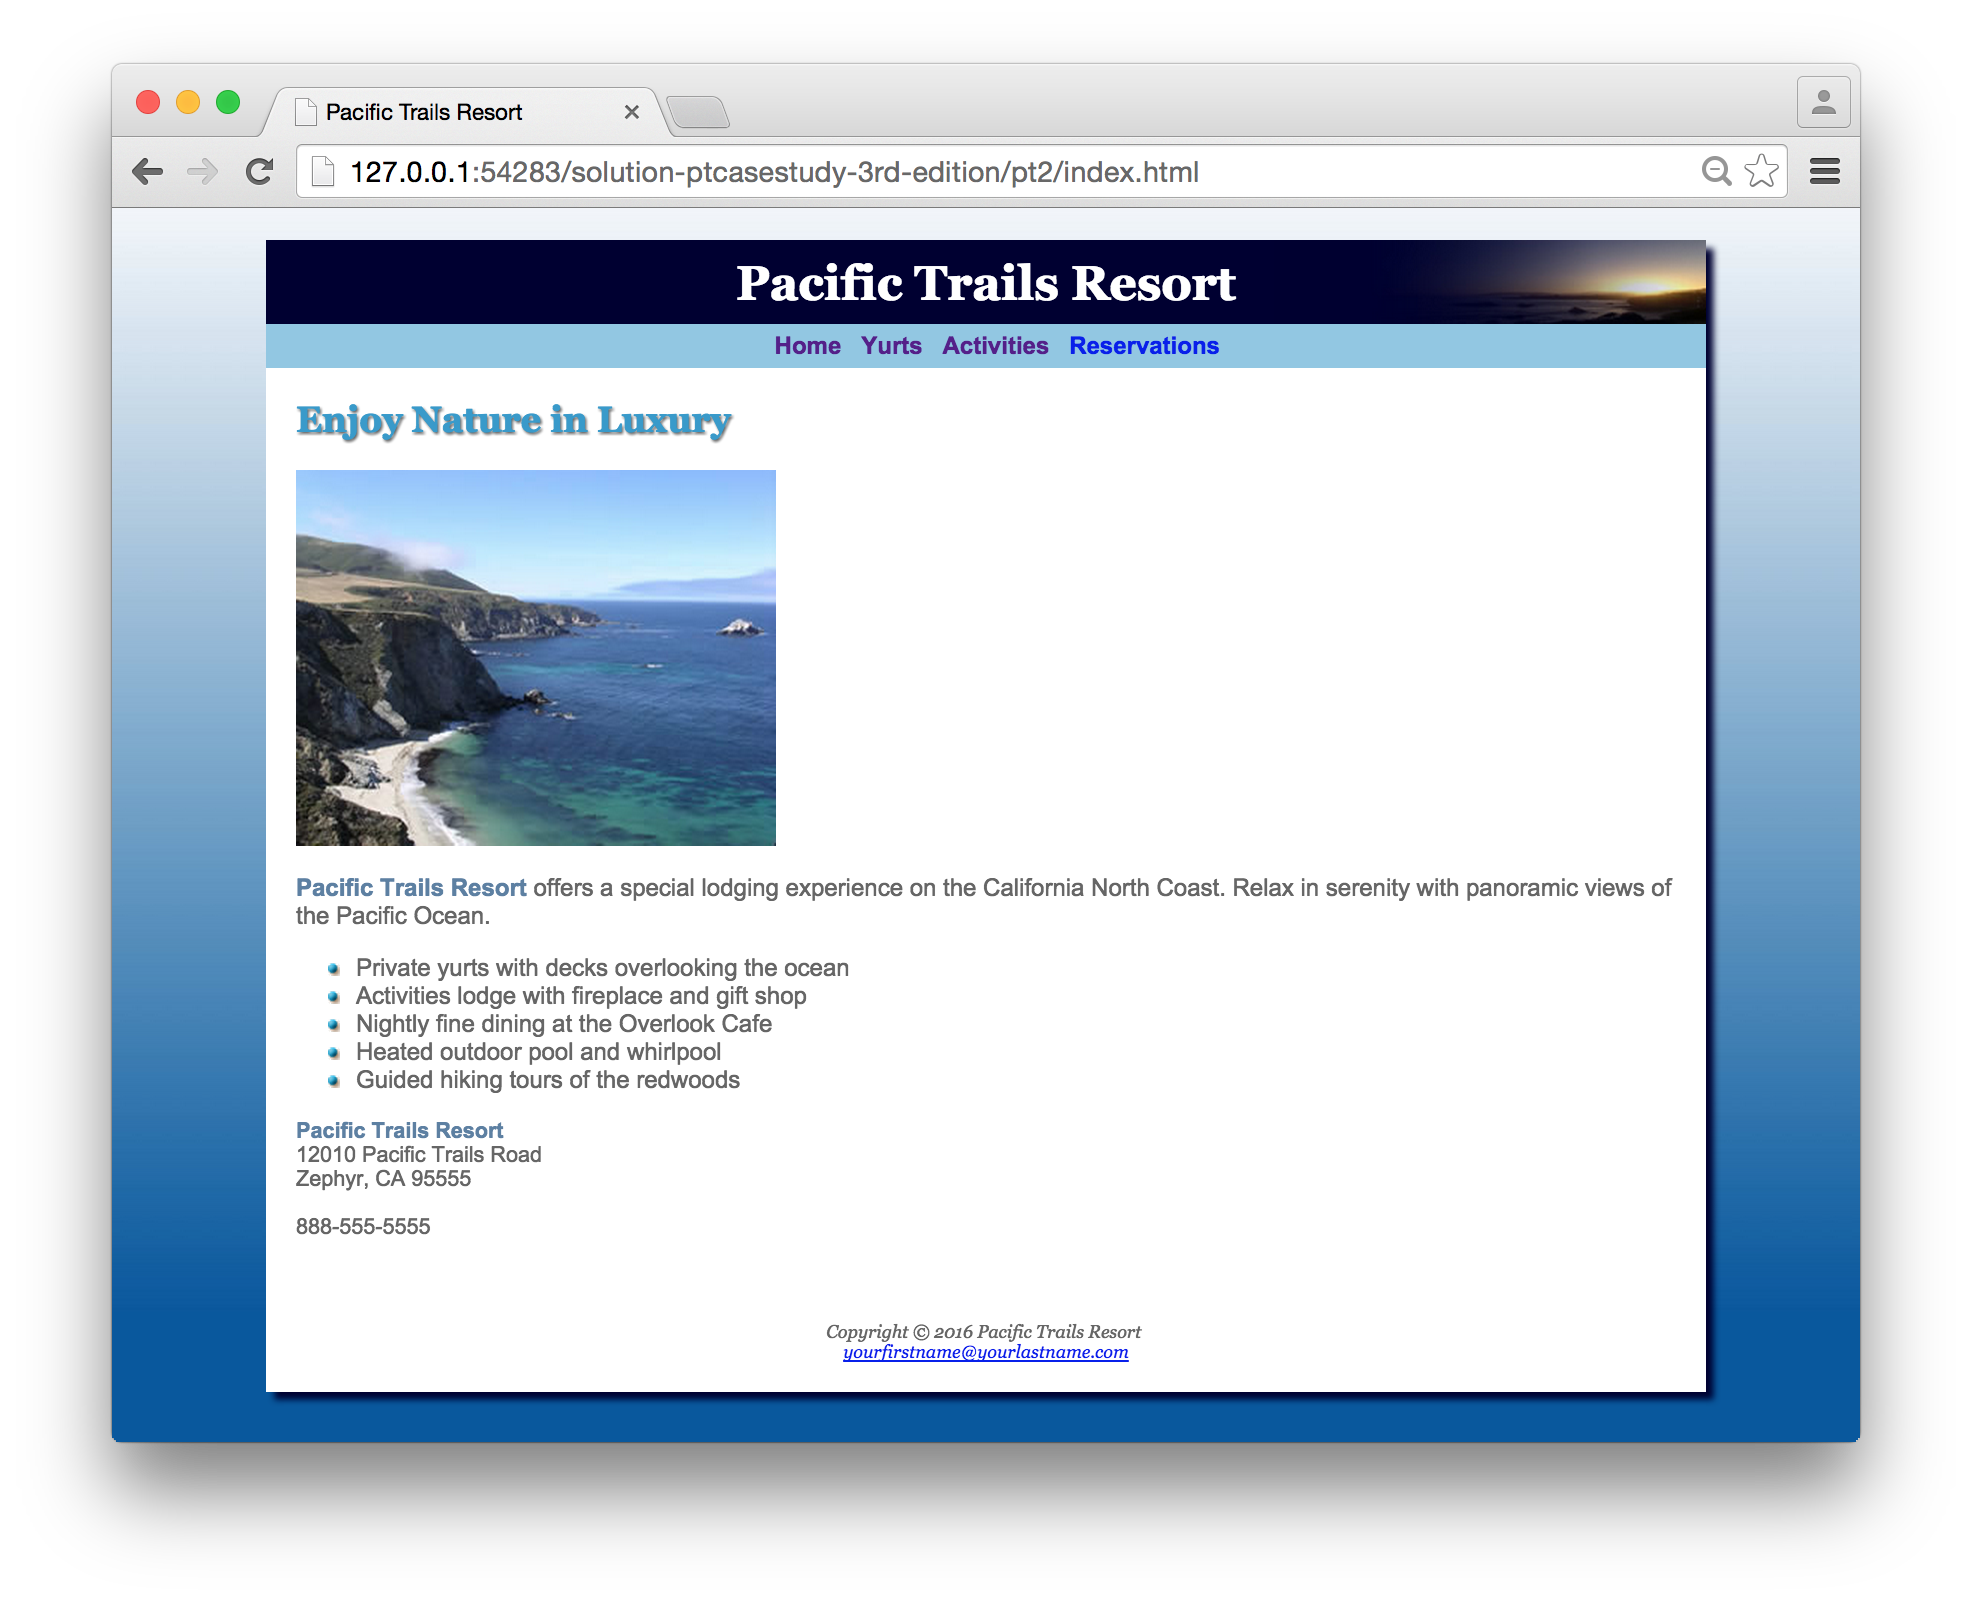 Pacific Trails Resort
127.0.0.1:54283/solution-ptcasestudy-3rd-edition/pt2/index.html
Pacific Trails Resort
Home Yurts Activities Reservations
Enjoy Nature in Luxury
Pacific Trails Resort offers a special lodging experience on the California North Coast. Relax in serenity with panoramic views of
the Pacific Ocean.
Private yurts with decks overlooking the ocean
Activities lodge with fireplace and gift shop
Nightly fine dining at the Overlook Cafe
Heated outdoor pool and whirlpool
Guided hiking tours of the redwoods
Pacific Trails Resort
12010 Pacific Trails Road
Zephyr, CA 95555
888-555-5555
Copyright © 2016 Pacific Trails Resort
yourfirstname@yourlastname.com